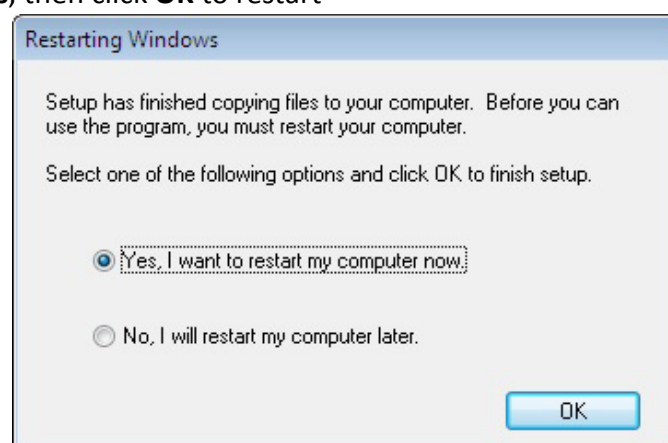 then click OK to restart
Restarting Windows
Setup has finished copying files to your computer. Before you can
use the program, you must restart your computer.
Select one of the following options and click OK to finish setup.
Yes, I want to restart my computer now.
No, I will restart my computer later.
OK